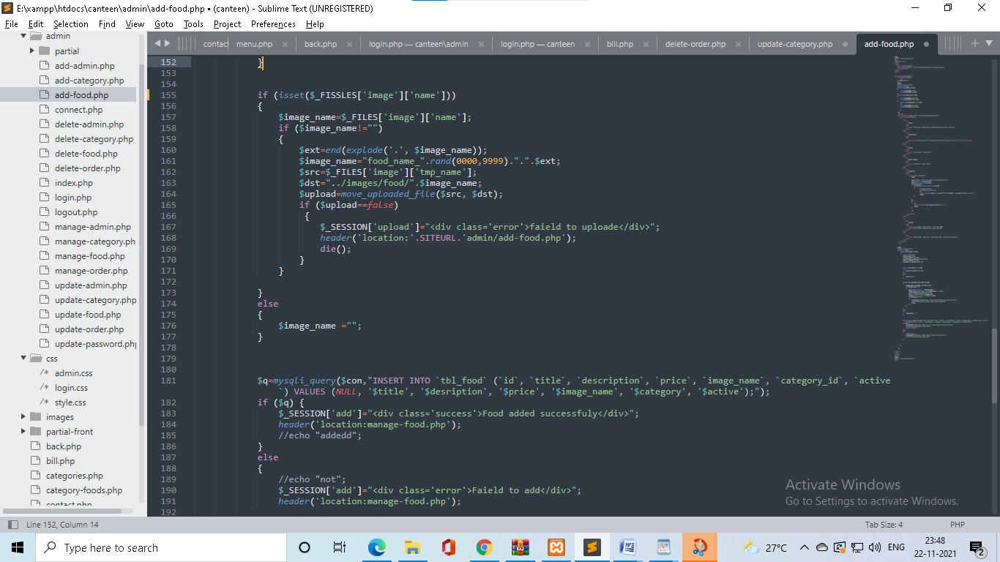 E:\xampp\htdocs\canteen\admin\add-food.php • (canteen) - Sublime Text (UNREGISTERED)
File Edit Selection Find View Goto Tools Project Preferences Help
contact menu.php × back.php × login.php — canteen\admin × login.php — canteen × bill.php × delete-order.php × update-category.php • add-food.php •
admin
partial
add-admin.php
add-category.php
add-food.php
connect.php
delete-admin.php
delete-category.php
delete-food.php
delete-order.php
index.php
login.php
logout.php
manage-admin.php
manage-category.ph
manage-food.php
manage-order.php
update-admin.php
update-category.php
update-food.php
update-order.php
update-password.php
css
/* admin.css
/* login.css
/* style.css
images
partial-front
back.php
bill.php
categories.php
category-foods.php
contact.php
152 }
153
154
155 if (isset($_FISSLES['image']['name']))
156 {
157 $image_name=$_FILES['image']['name'];
158 if ($image_name!="")
159 {
160 $ext=end(explode('.', $image_name));
161 $image_name="food_name_".rand(0000,9999).".".$ext;
162 $src=$_FILES['image']['tmp_name'];
163 $dst="../images/food/".$image_name;
164 $upload=move_uploaded_file($src, $dst);
165 if ($upload==false)
166 {
167 $_SESSION['upload']="<div class='error'>faield to uploade</div>";
168 header('location:'.SITEURL.'admin/add-food.php');
169 die();
170 }
171 }
172
173 }
174 else
175 {
176 $image_name ="";
177 }
178
179
180
181 $q=mysqli_query($con,"INSERT INTO `tbl_food` (`id`, `title`, `description`, `price`, `image_name`, `category_id`, `active
`) VALUES (NULL, '$title', '$desription', '$price', '$image_name', '$category', '$active');");
182 if ($q) {
183 $_SESSION['add']="<div class='success'>Food added successfuly</div>";
184 header('location:manage-food.php');
185 //echo "addedd";
186 }
187 else
188 {
189 //echo "not";
190 $_SESSION['add']="<div class='error'>Faield to add</div>";
191 header('location:manage-food.php');
192
Activate Windows
Go to Settings to activate Windows.
Line 152, Column 14 Tab Size: 4 PHP
Type here to search
27°C ENG 23:48
22-11-2021
2